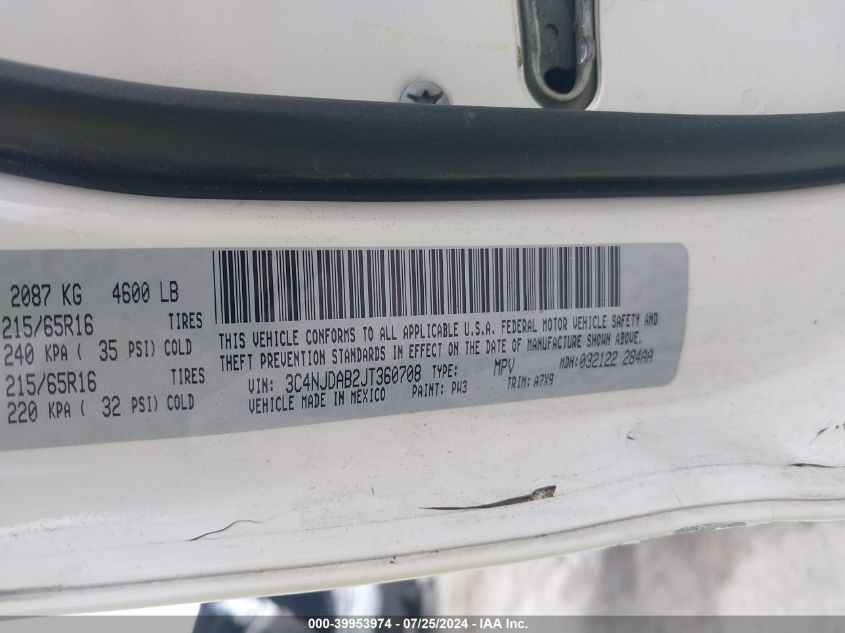 2087 KG 4600 LB
215/65R16 TIRES
240 KPA ( 35 PSI) COLD
215/65R16 TIRES
220 KPA ( 32 PSI) COLD
THIS VEHICLE CONFORMS TO ALL APPLICABLE U.S.A. FEDERAL MOTOR VEHICLE SAFETY AND
THEFT PREVENTION STANDARDS IN EFFECT ON THE DATE OF MANUFACTURE SHOWN ABOVE.
VIN: 3C4NJDAB2JT360708 TYPE: MPV MDH: 032122 284AA
VEHICLE MADE IN MEXICO PAINT: PW3 TRIM: A7X9
000-39953974 - 07/25/2024 - IAA Inc.